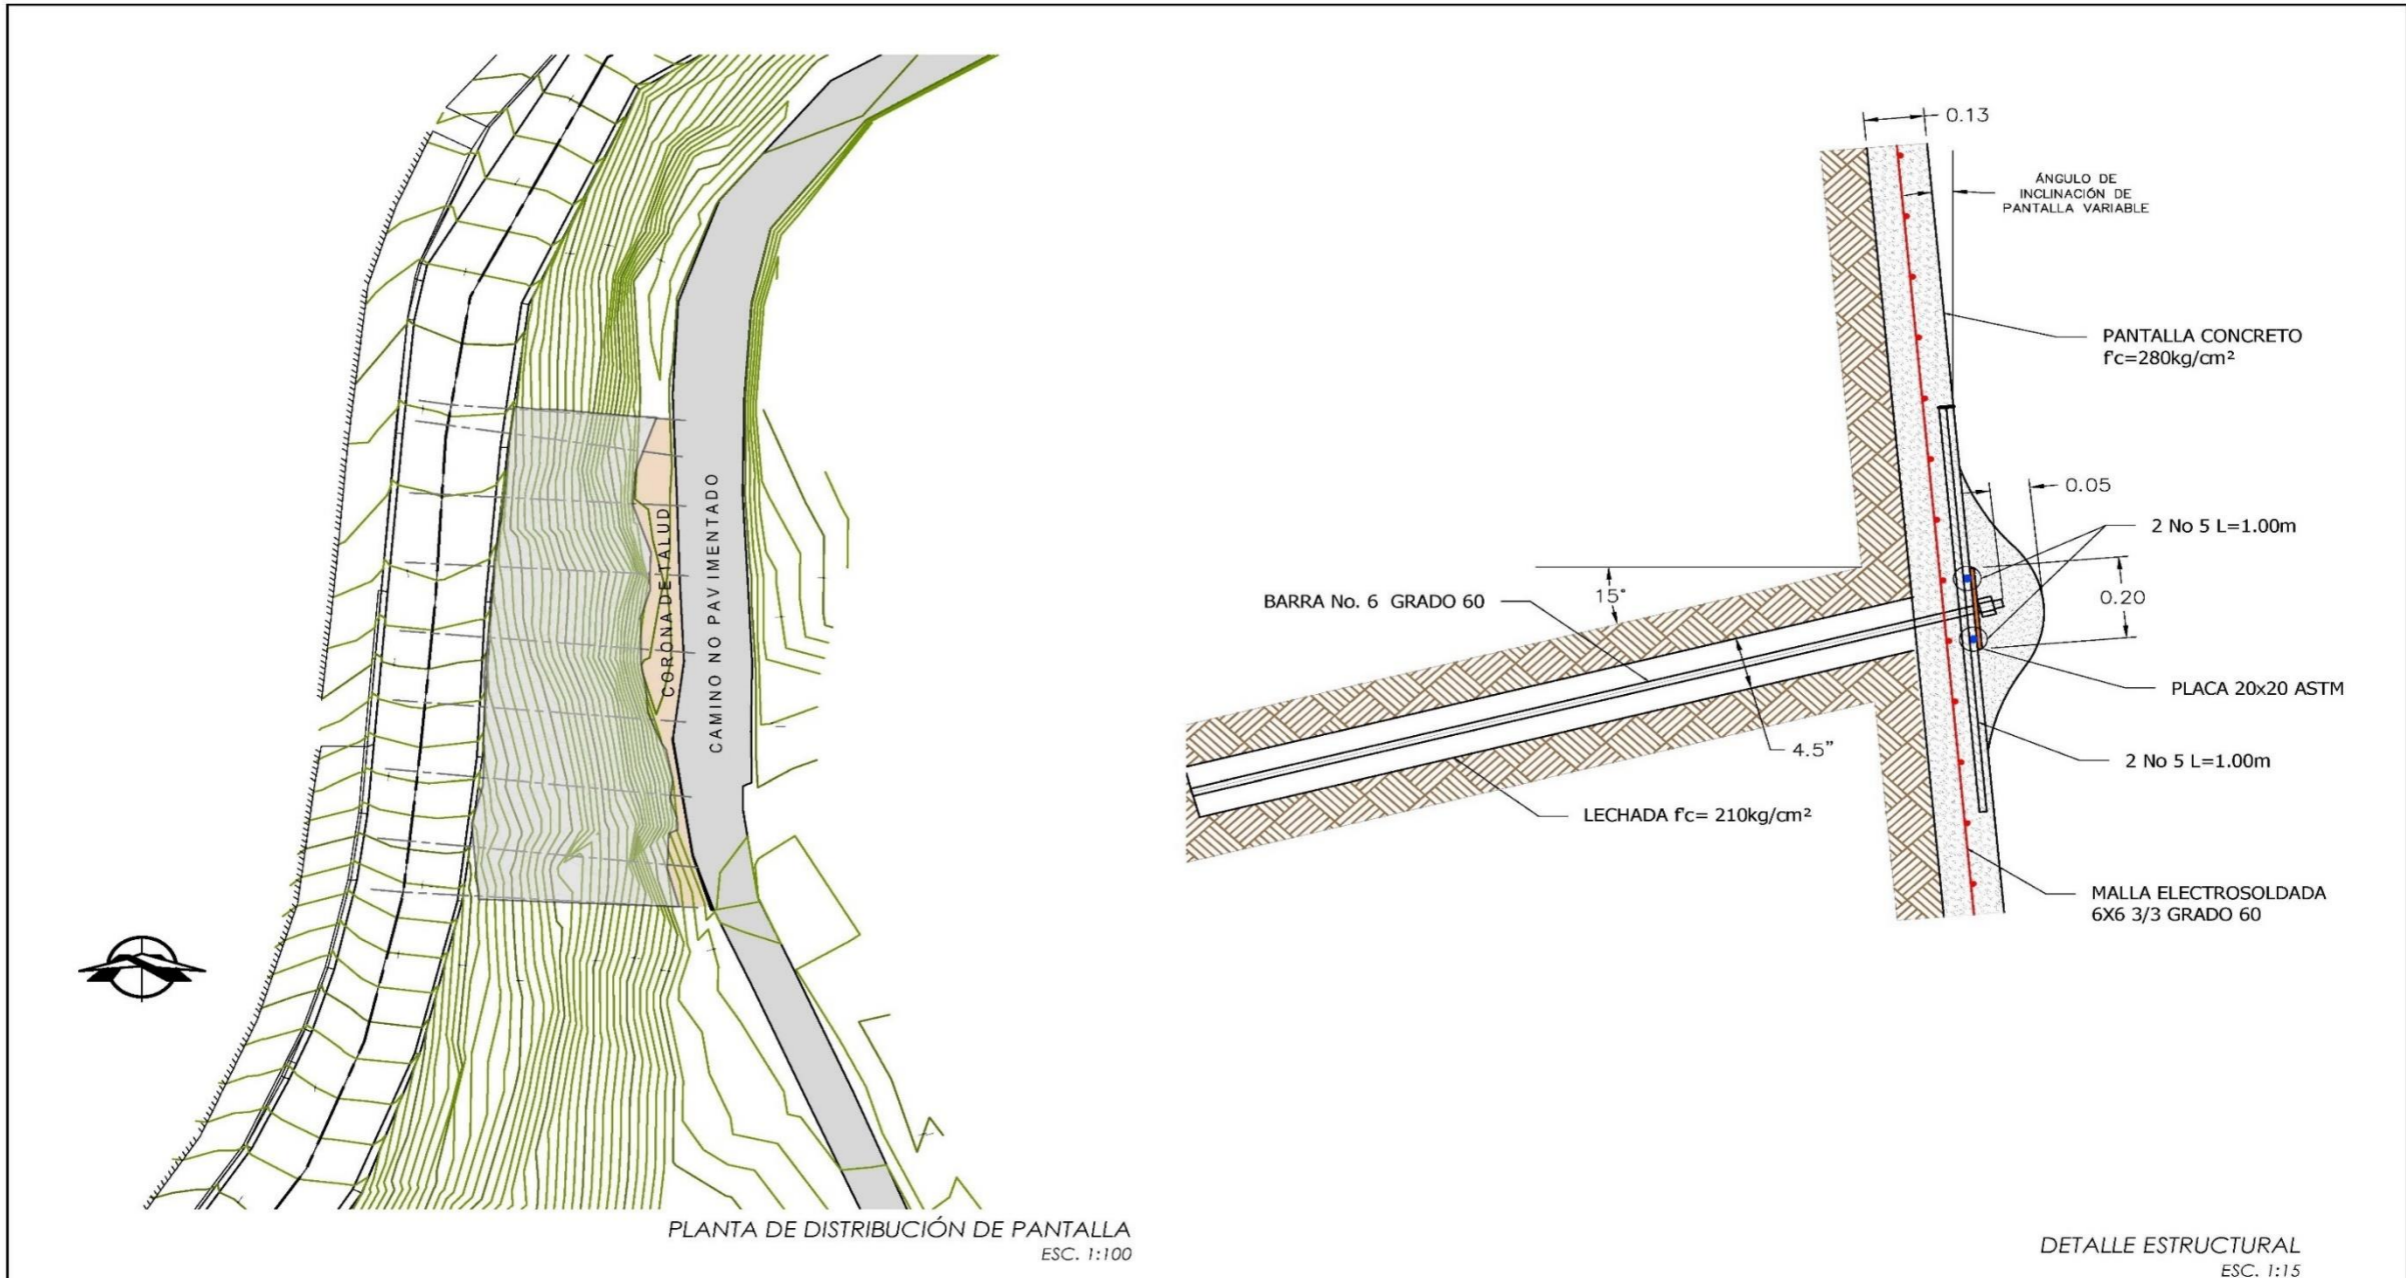 CORONA DE TALUD
CAMINO NO PAVIMENTADO
PLANTA DE DISTRIBUCIÓN DE PANTALLA
ESC. 1:100
0.13
ÁNGULO DE
INCLINACIÓN DE
PANTALLA VARIABLE
PANTALLA CONCRETO
f'c=280kg/cm²
0.05
2 No 5 L=1.00m
15°
BARRA No. 6 GRADO 60
0.20
PLACA 20x20 ASTM
4.5"
2 No 5 L=1.00m
LECHADA f'c= 210kg/cm²
MALLA ELECTROSOLDADA
6X6 3/3 GRADO 60
DETALLE ESTRUCTURAL
ESC. 1:15